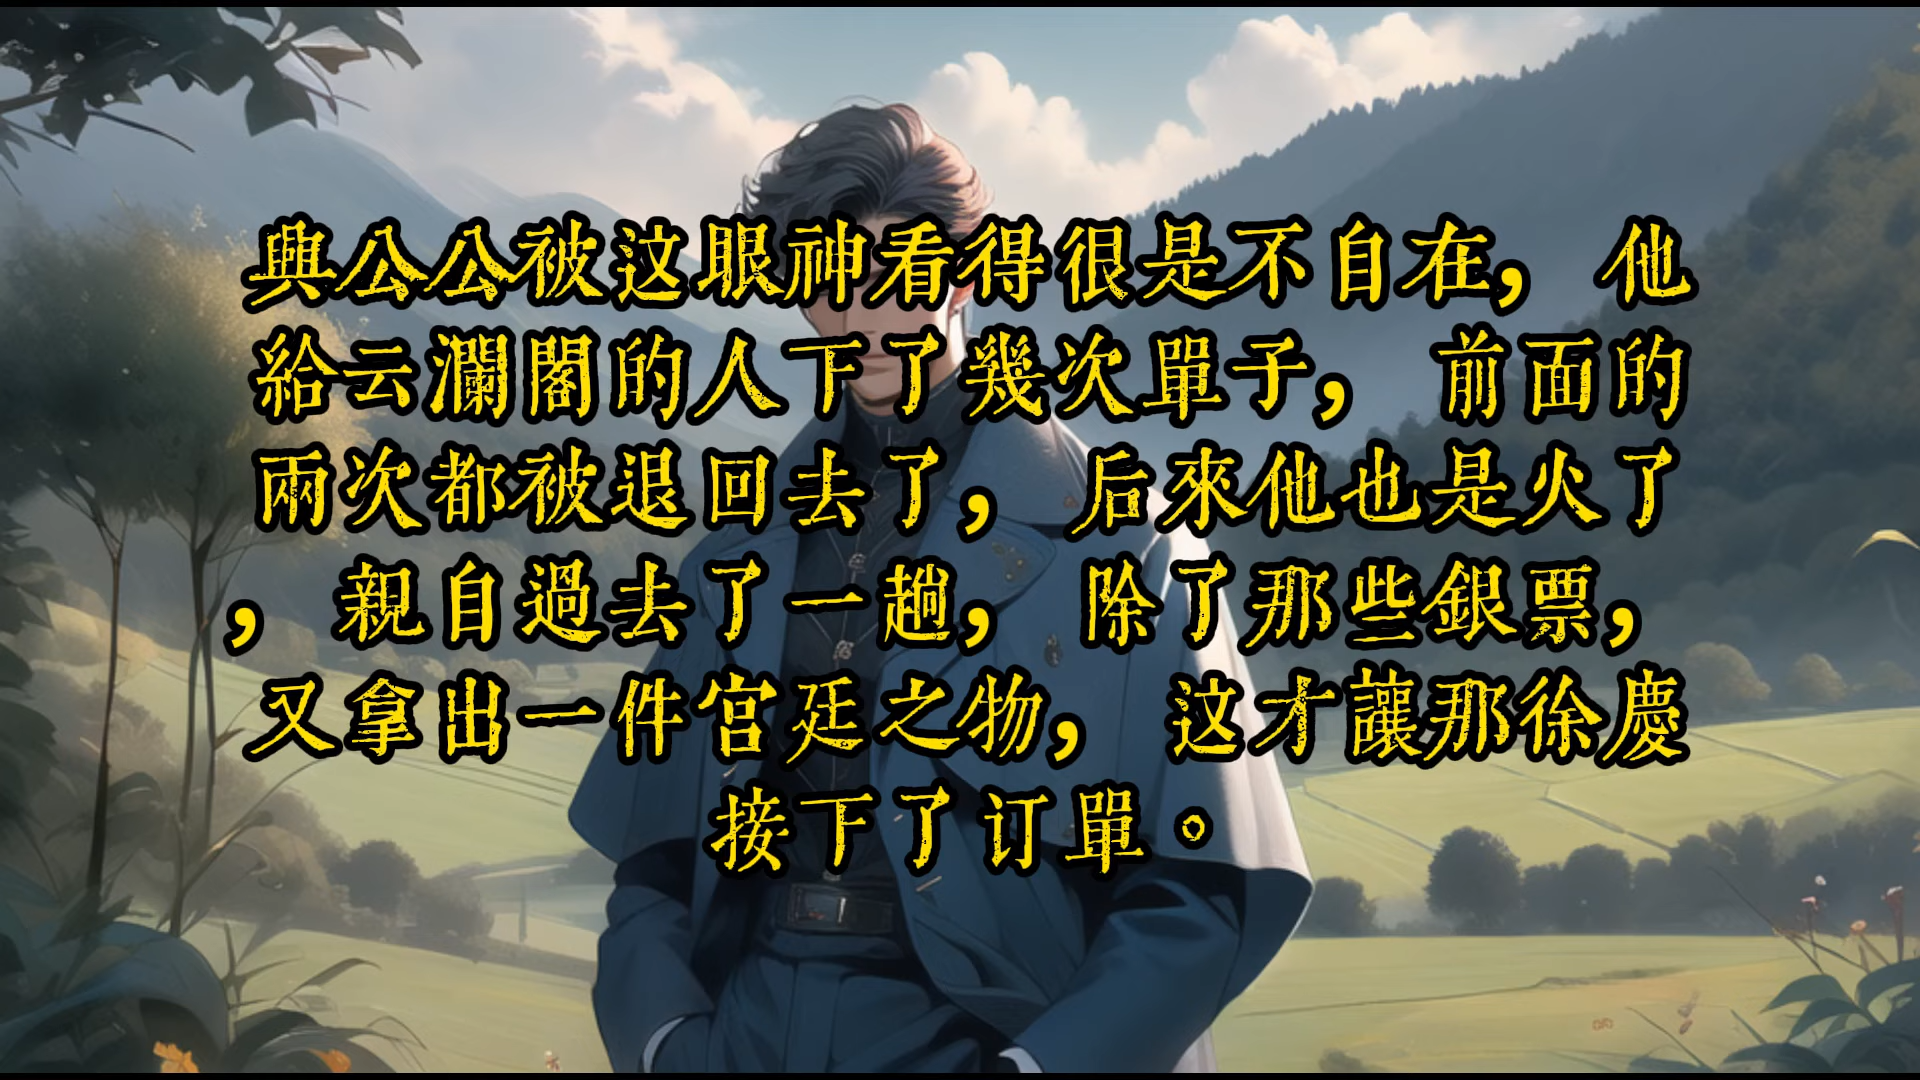 興公公被这眼神看得很是不自在，他
給云瀾閣的人下了幾次單子，前面的
兩次都被退回去了，后來他也是火了
，親自過去了一趟，除了那些銀票，
又拿出一件宫廷之物，这才讓那徐慶
接下了订單。